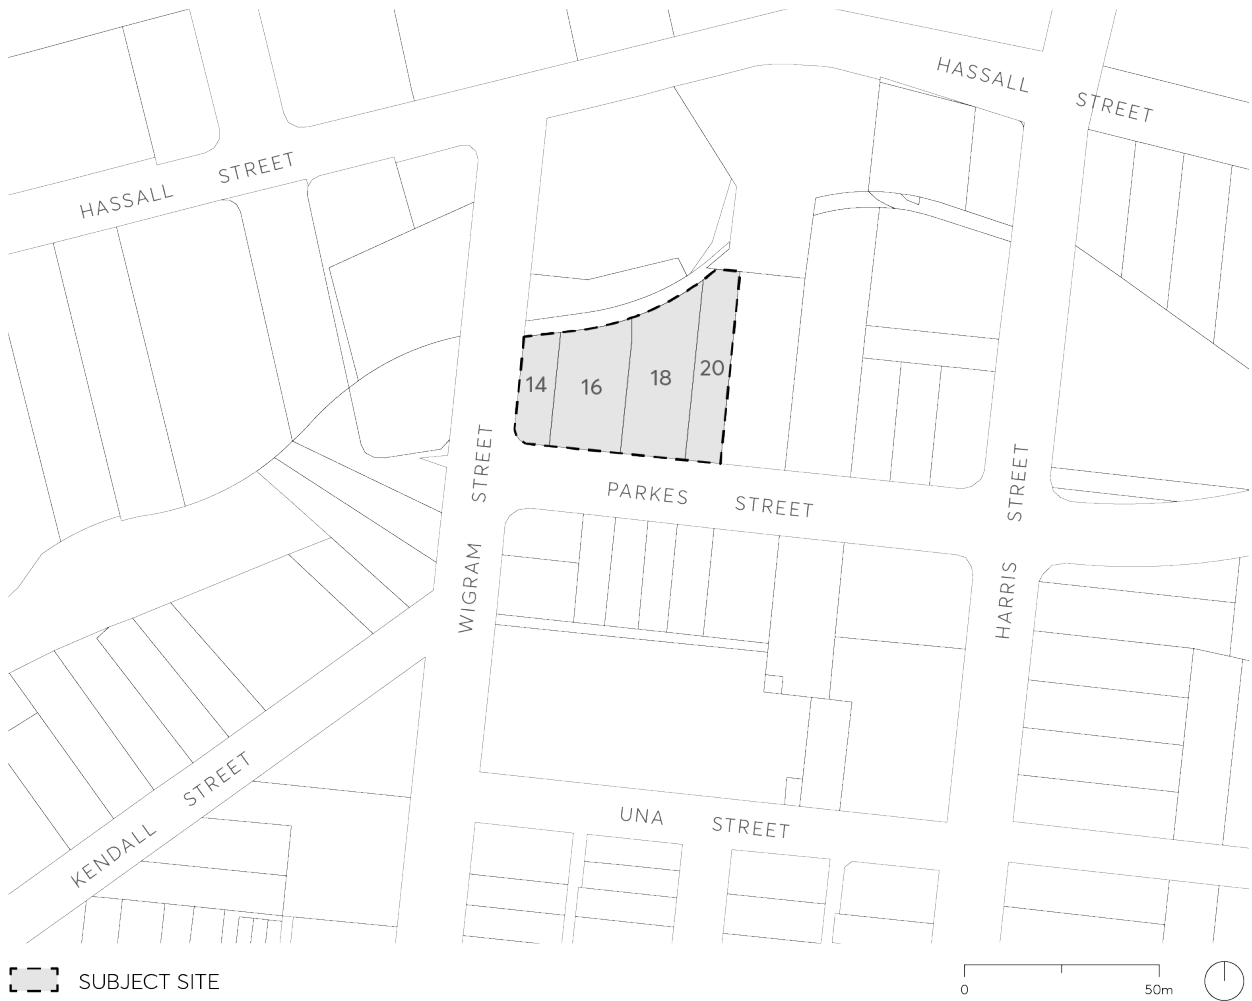 HASSALL STREET
HASSALL STREET
14
16
18
20
PARKES STREET
WIGRAM STREET
HARRIS STREET
KENDALL STREET
UNA STREET
SUBJECT SITE
0 50m